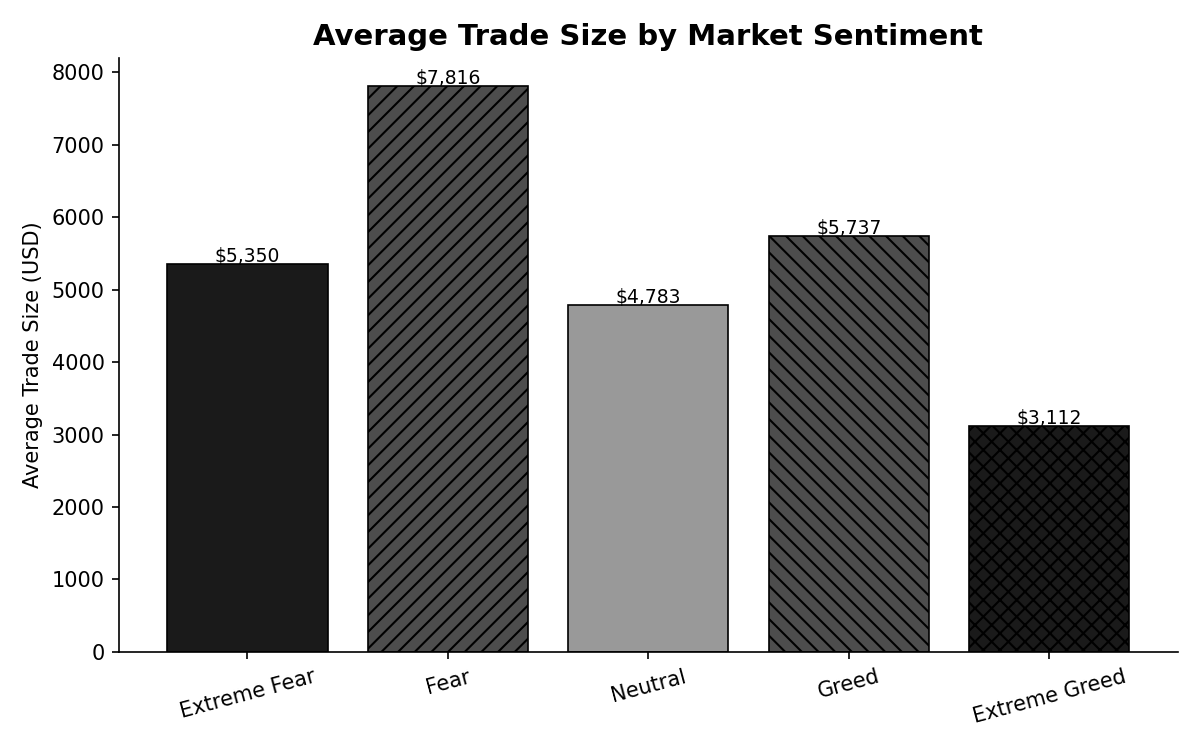 Average Trade Size by Market Sentiment
Average Trade Size (USD)
8000
7000
6000
5000
4000
3000
2000
1000
0
$5,350
$7,816
$4,783
$5,737
$3,112
Extreme Fear
Fear
Neutral
Greed
Extreme Greed